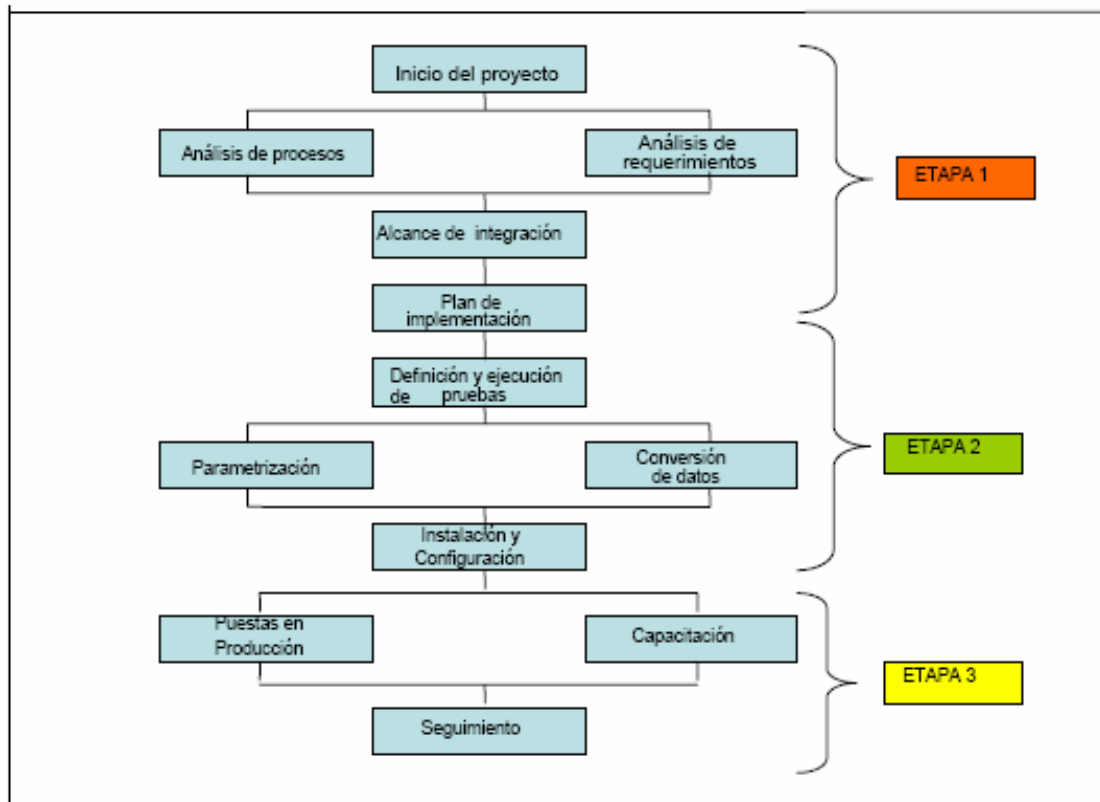 Inicio del proyecto
Análisis de procesos
Análisis de
requerimientos
ETAPA 1
Alcance de integración
Plan de
implementación
Definición y ejecución
de pruebas
Parametrización
Conversión
de datos
ETAPA 2
Instalación y
Configuración
Puestas en
Producción
Capacitación
ETAPA 3
Seguimiento